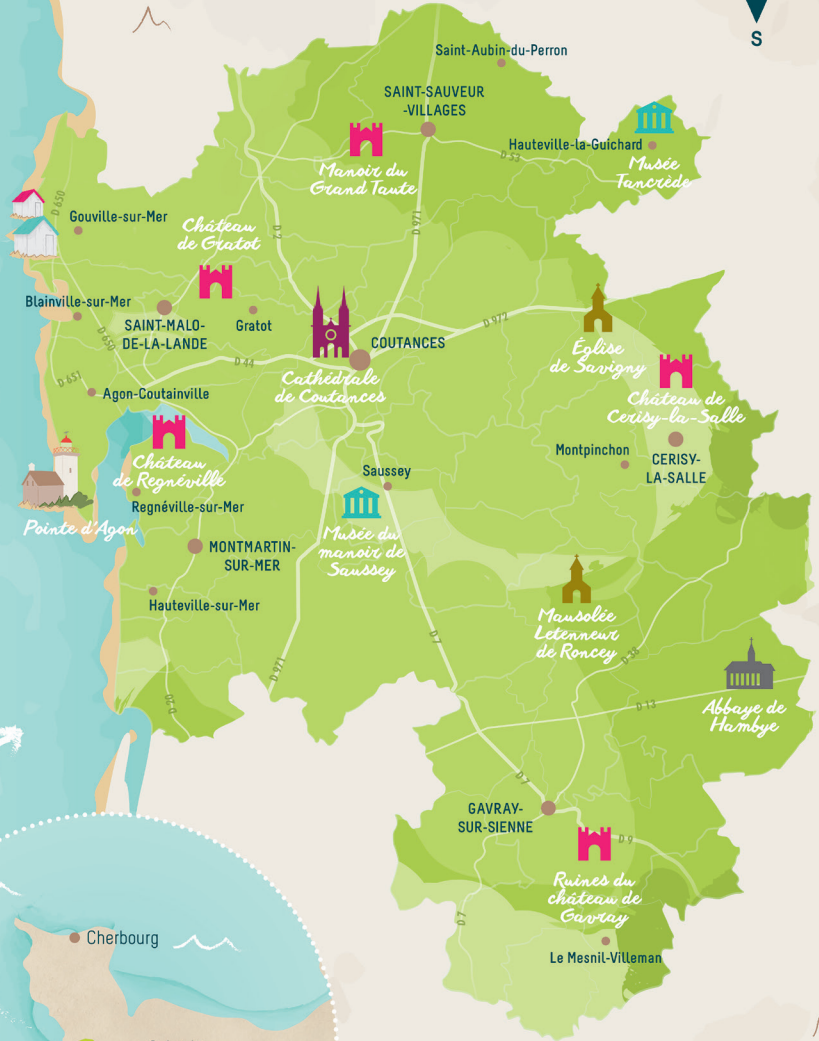 S
Saint-Aubin-du-Perron
SAINT-SAUVEUR
-VILLAGES
Hauteville-la-Guichard
Musée
Tancrède
D 53
Manoir du
Grand Taute
D 650
Gouville-sur-Mer
Château
de Gratot
D 2
D 971
Blainville-sur-Mer
SAINT-MALO-
DE-LA-LANDE
Gratot
COUTANCES
D 972
D 650
D 44
Cathédrale
de Coutances
Église
de Savigny
D 651
Agon-Coutainville
Château de
Cerisy-la-Salle
Château
de Regnéville
Regnéville-sur-Mer
Pointe d'Agon
Montpinchon
CERISY-
LA-SALLE
Saussey
Musée du
manoir de
Saussey
MONTMARTIN-
SUR-MER
Hauteville-sur-Mer
Mausolée
Letenneur
de Roncey
D 7
D 38
D 971
D 20
D 13
Abbaye de
Hambye
D 7
GAVRAY-
SUR-SIENNE
D 9
Ruines du
château de
Gavray
D 7
Le Mesnil-Villeman
Cherbourg